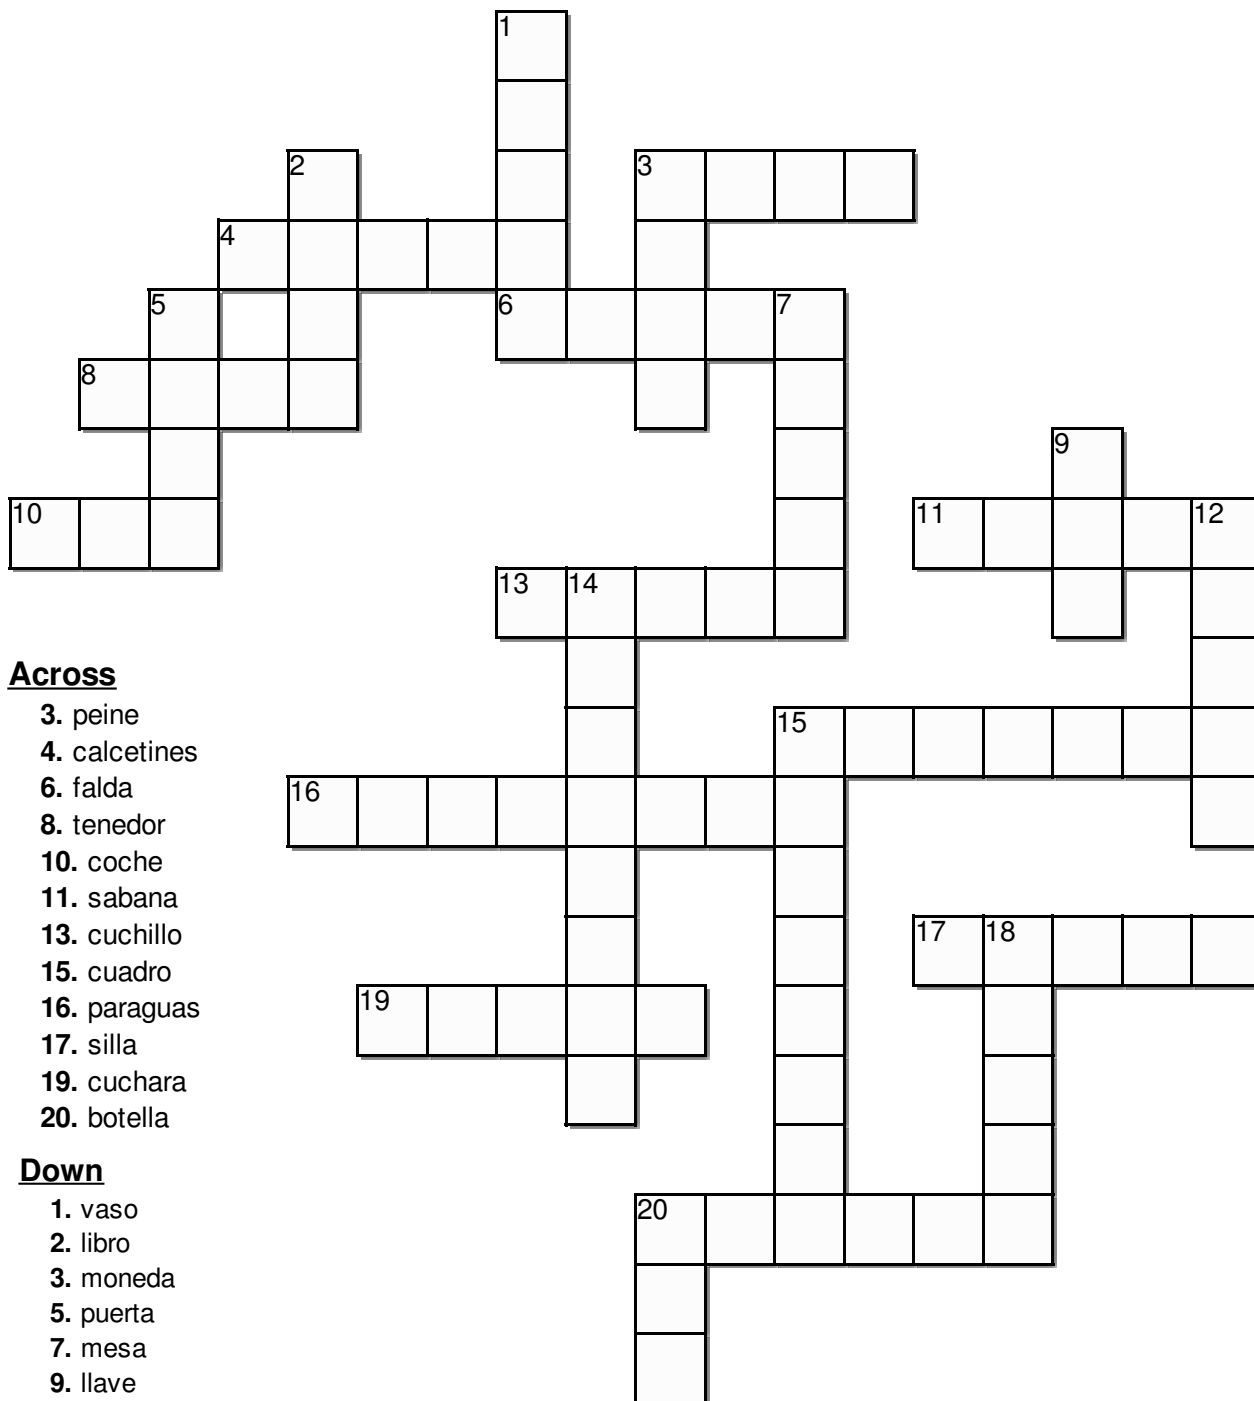 1
2
3
4
5
6
7
8
9
10
11
12
13
14
15
16
17
18
19
20
Across
3. peine
4. calcetines
6. falda
8. tenedor
10. coche
11. sabana
13. cuchillo
15. cuadro
16. paraguas
17. silla
19. cuchara
20. botella
Down
1. vaso
2. libro
3. moneda
5. puerta
7. mesa
9. llave